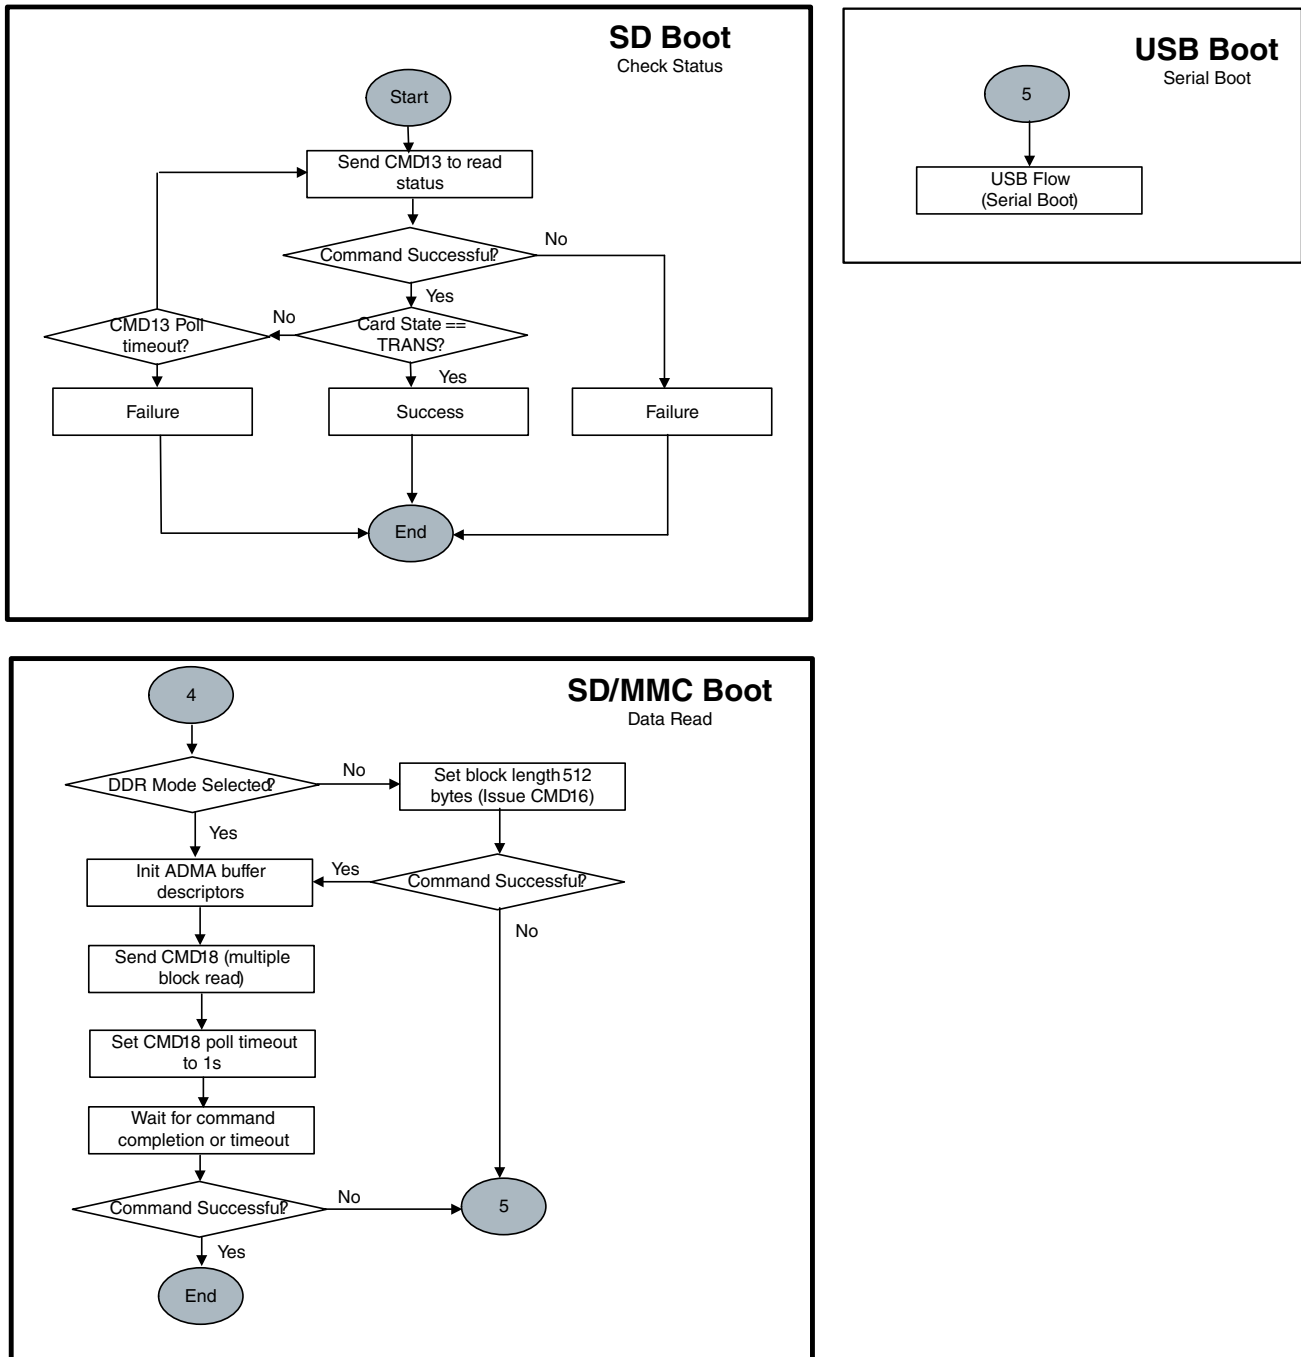 SD Boot
Check Status
Start
Send CMD13 to read
status
Command Successful?
No
Yes
CMD13 Poll
timeout?
No
Card State ==
TRANS?
Yes
Failure
Success
Failure
End
USB Boot
Serial Boot
5
USB Flow
(Serial Boot)
SD/MMC Boot
Data Read
4
DDR Mode Selected?
No
Set block length 512
bytes (Issue CMD16)
Yes
Init ADMA buffer
descriptors
Yes
Command Successful?
No
Send CMD18 (multiple
block read)
Set CMD18 poll timeout
to 1s
Wait for command
completion or timeout
Command Successful?
No
5
Yes
End